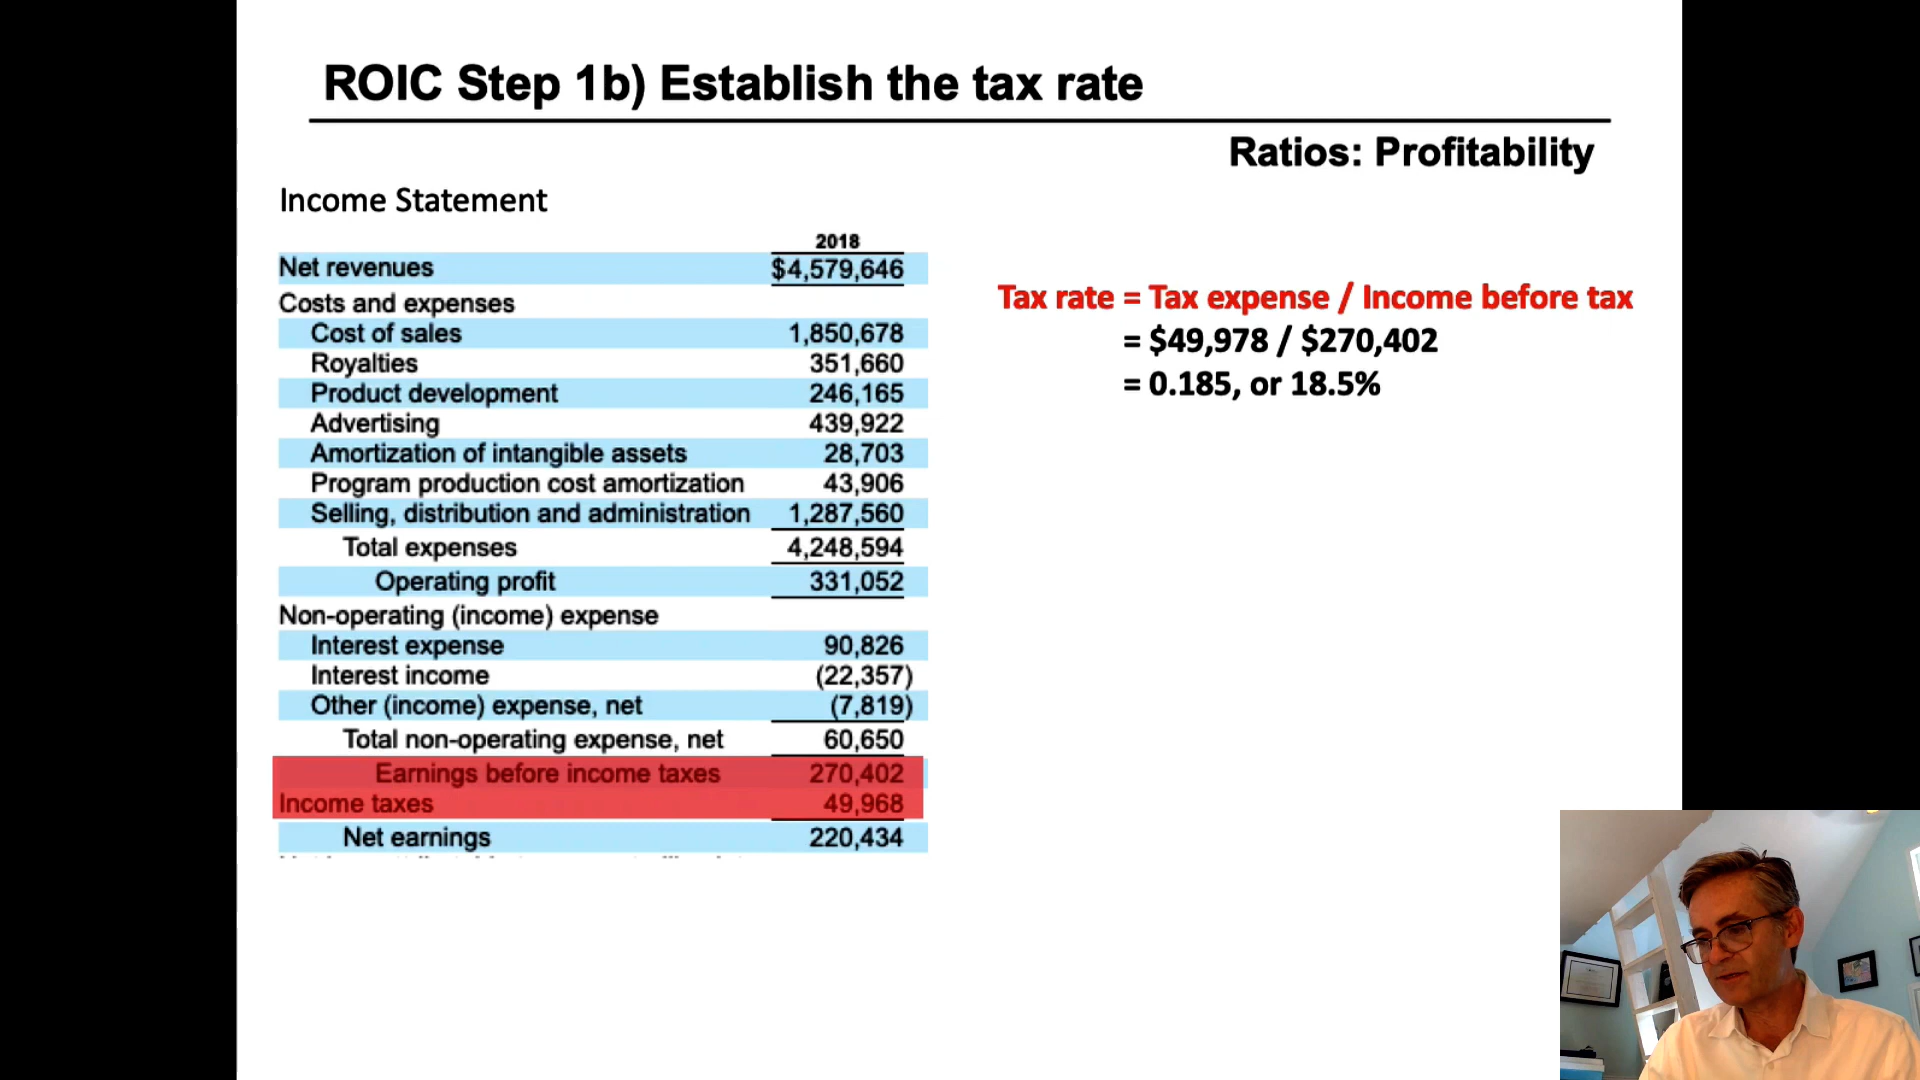 ROIC Step 1b) Establish the tax rate
Ratios: Profitability
Income Statement
2018
Net revenues $4,579,646
Costs and expenses
Cost of sales 1,850,678
Royalties 351,660
Product development 246,165
Advertising 439,922
Amortization of intangible assets 28,703
Program production cost amortization 43,906
Selling, distribution and administration 1,287,560
Total expenses 4,248,594
Operating profit 331,052
Non-operating (income) expense
Interest expense 90,826
Interest income (22,357)
Other (income) expense, net (7,819)
Total non-operating expense, net 60,650
Earnings before income taxes 270,402
Income taxes 49,968
Net earnings 220,434
Tax rate = Tax expense / Income before tax
= $49,978 / $270,402
= 0.185, or 18.5%